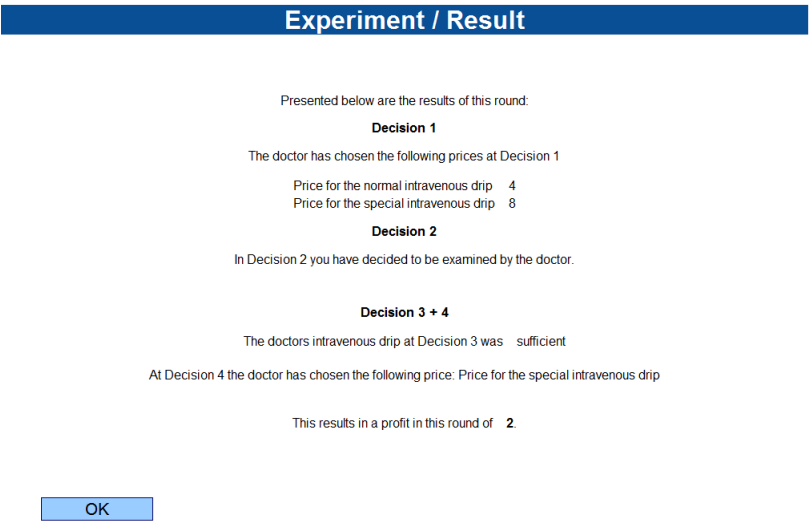 Experiment / Result
Presented below are the results of this round:
Decision 1
The doctor has chosen the following prices at Decision 1
Price for the normal intravenous drip 4
Price for the special intravenous drip 8
Decision 2
In Decision 2 you have decided to be examined by the doctor.
Decision 3 + 4
The doctors intravenous drip at Decision 3 was sufficient
At Decision 4 the doctor has chosen the following price: Price for the special intravenous drip
This results in a profit in this round of 2.
OK